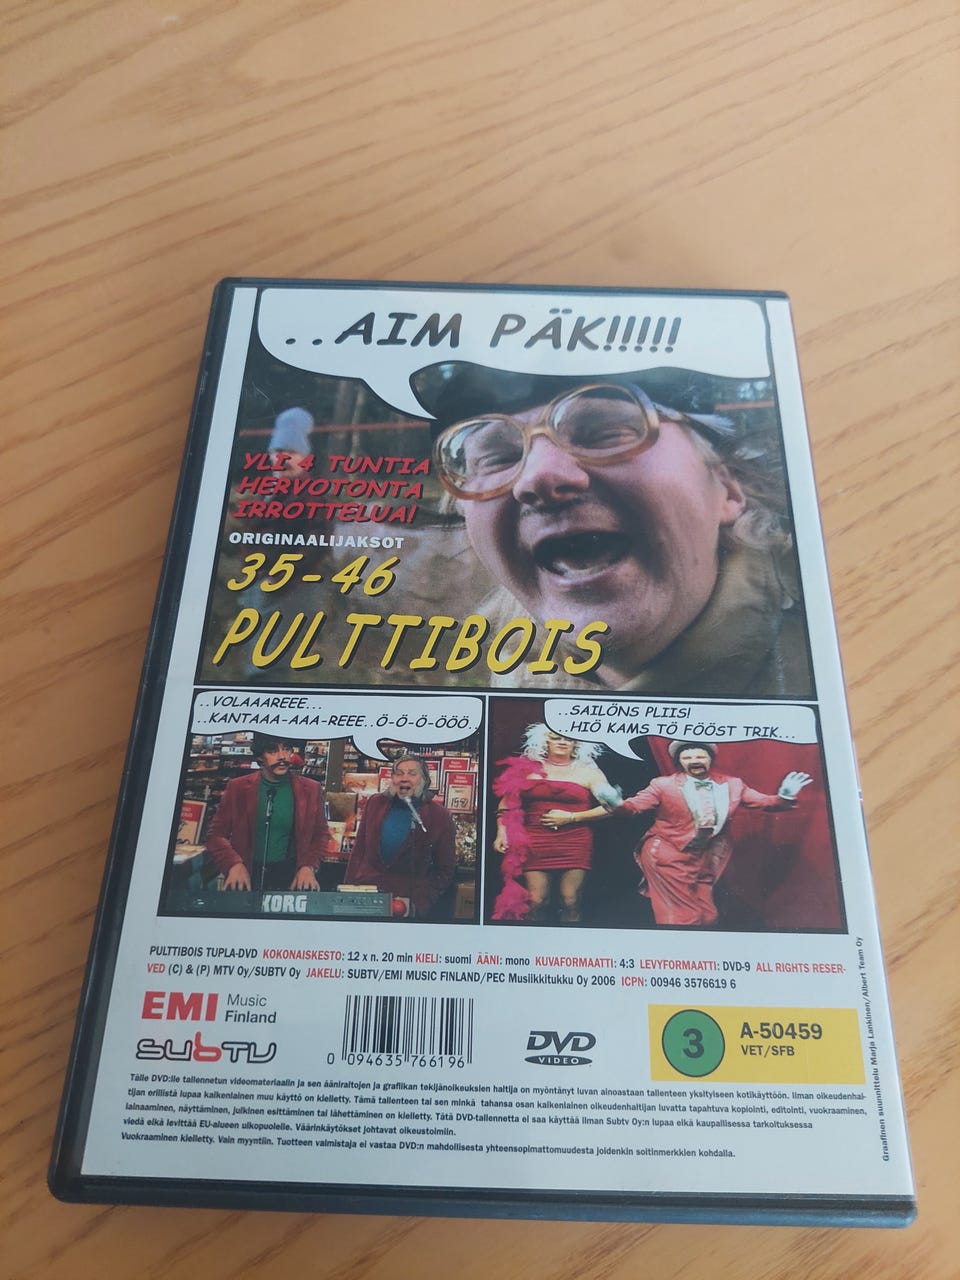 ..AIM PÄK!!!!!
YLI 4 TUNTIA
HERVOTONTA
IRROTTELUA!
ORIGINAALIJAKSOT
35-46
PULTTIBOIS
..VOLAAAREEE...
..KANTAAA-AAA-REEE..Ö-Ö-Ö-ÖÖÖ..
..SAILÖNS PLIIS!
..HIÖ KAMS TÖ FÖÖST TRIK...
KORG
PULTTIBOIS TUPLA-DVD KOKONAISKESTO: 12 x n. 20 min KIELI: suomi ÄÄNI: mono KUVAFORMAATTI: 4:3 LEVYFORMAATTI: DVD-9 ALL RIGHTS RESER-
VED (C) & (P) MTV Oy/SUBTV Oy JAKELU: SUBTV/EMI MUSIC FINLAND/PEC Musiikkitukku Oy 2006 ICPN: 00946 3576619 6
EMI Music
Finland
SUBTV
0 094635 766196
DVD
VIDEO
3
A-50459
VET/SFB
Tälle DVD:lle tallennetun videomateriaalin ja sen ääniraitojen ja grafiikan tekijänoikeuksien haltija on myöntänyt luvan ainoastaan tallenteen yksityiseen kotikäyttöön. Ilman oikeudenhal-
tijan erillistä lupaa kaikenlainen muu käyttö on kielletty. Tämä tallenteen tai sen minkä tahansa osan kaikenlainen oikeudenhaltijan luvatta tapahtuva kopiointi, editointi, vuokraaminen,
lainaaminen, näyttäminen, julkinen esittäminen tai lähettäminen on kielletty. Tätä DVD-tallennetta ei saa käyttää ilman Subtv Oy:n lupaa eikä kaupallisessa tarkoituksessa
viedä eikä levittää EU-alueen ulkopuolelle. Väärinkäytökset johtavat oikeustoimiin.
Vuokraaminen kielletty. Vain myyntiin. Tuotteen valmistaja ei vastaa DVD:n mahdollisesta yhteensopimattomuudesta joidenkin soitinmerkkien kohdalla.
Graafinen suunnittelu Marja Lankinen/Albert Team Oy